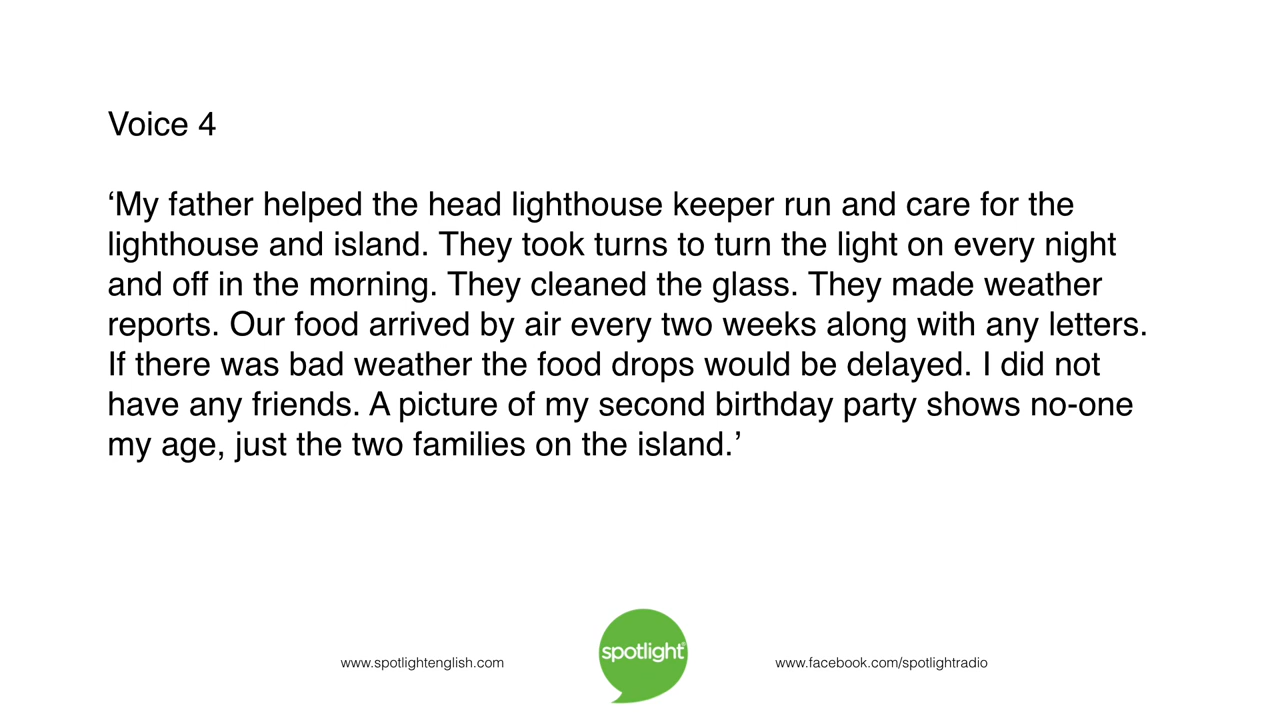 Voice 4
‘My father helped the head lighthouse keeper run and care for the
lighthouse and island. They took turns to turn the light on every night
and off in the morning. They cleaned the glass. They made weather
reports. Our food arrived by air every two weeks along with any letters.
If there was bad weather the food drops would be delayed. I did not
have any friends. A picture of my second birthday party shows no-one
my age, just the two families on the island.’
www.spotlightenglish.com
spotlight®
www.facebook.com/spotlightradio